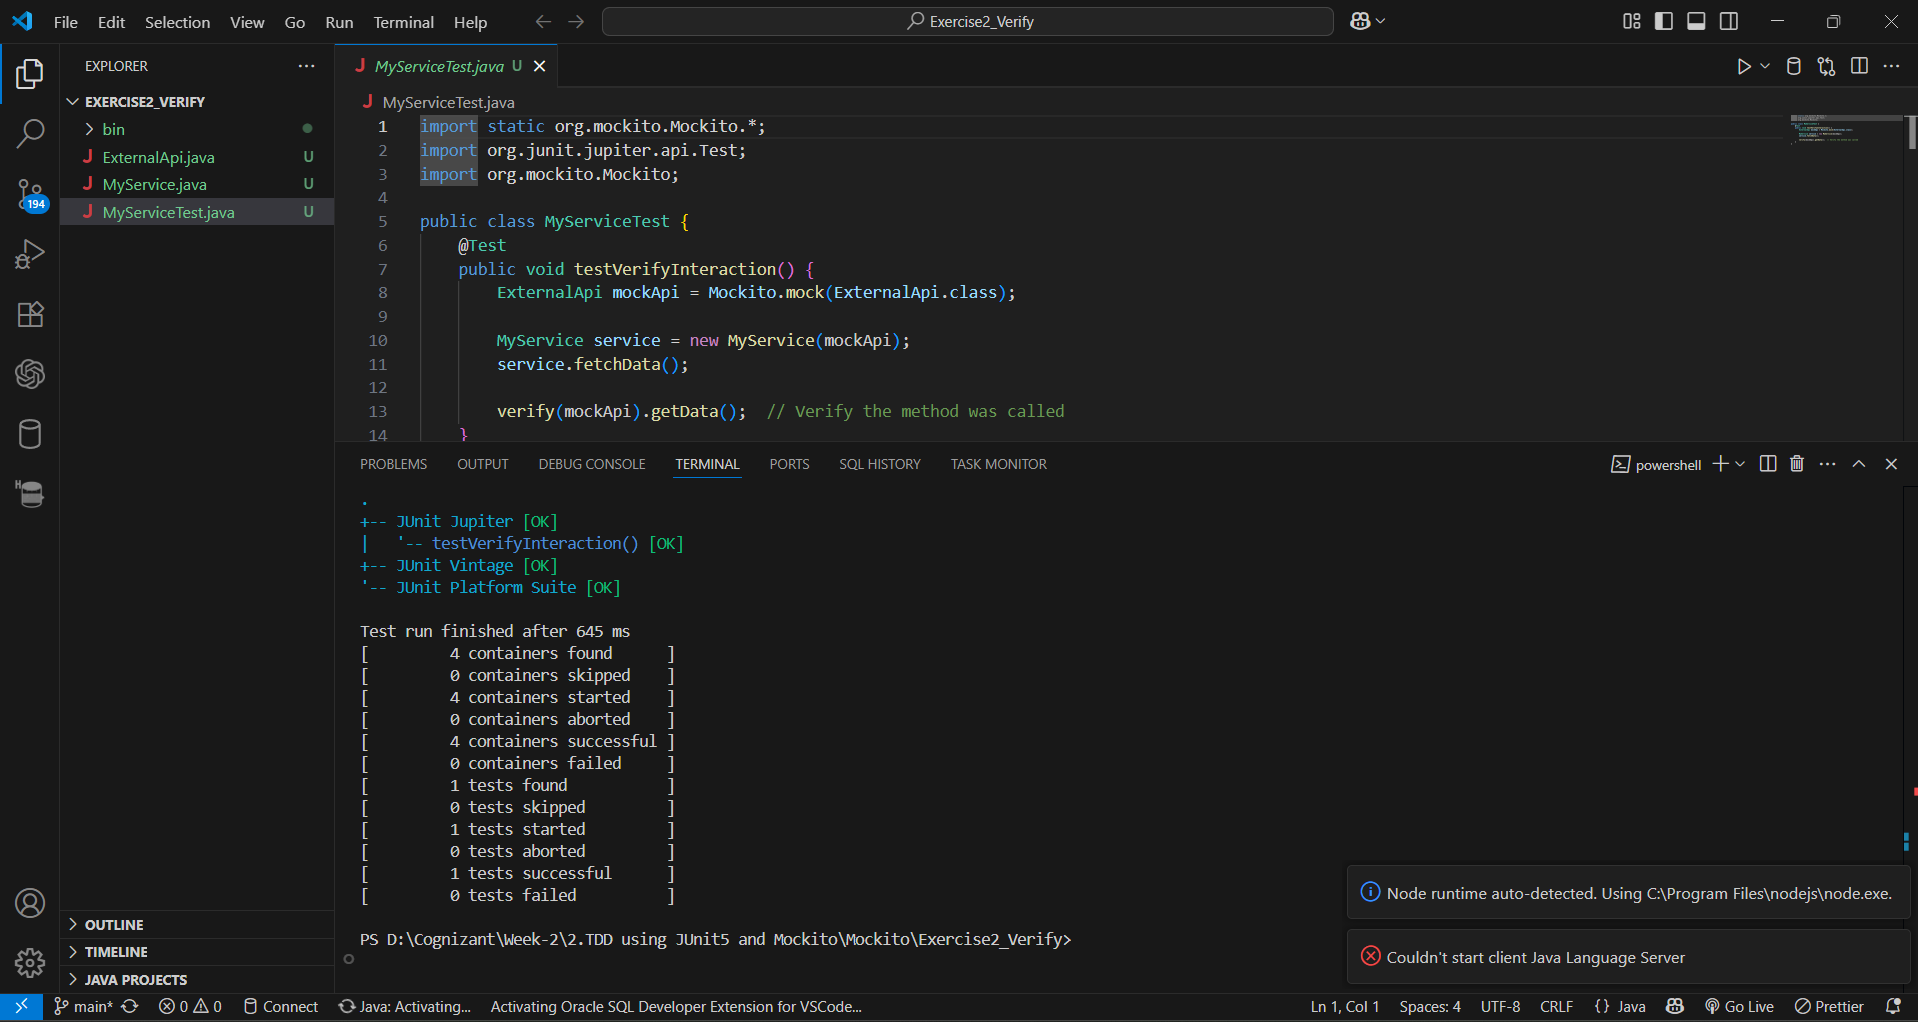 File Edit Selection View Go Run Terminal Help
Exercise2_Verify
EXPLORER
EXERCISE2_VERIFY
bin
ExternalApi.java U
MyService.java U
MyServiceTest.java U
194
OUTLINE
TIMELINE
JAVA PROJECTS
MyServiceTest.java U
MyServiceTest.java
1 import static org.mockito.Mockito.*;
2 import org.junit.jupiter.api.Test;
3 import org.mockito.Mockito;
4
5 public class MyServiceTest {
6 @Test
7 public void testVerifyInteraction() {
8 ExternalApi mockApi = Mockito.mock(ExternalApi.class);
9
10 MyService service = new MyService(mockApi);
11 service.fetchData();
12
13 verify(mockApi).getData();  // Verify the method was called
14 }
PROBLEMS OUTPUT DEBUG CONSOLE TERMINAL PORTS SQL HISTORY TASK MONITOR
powershell
.
+-- JUnit Jupiter [OK]
|   '-- testVerifyInteraction() [OK]
+-- JUnit Vintage [OK]
'-- JUnit Platform Suite [OK]
Test run finished after 645 ms
[         4 containers found      ]
[         0 containers skipped    ]
[         4 containers started    ]
[         0 containers aborted    ]
[         4 containers successful ]
[         0 containers failed     ]
[         1 tests found           ]
[         0 tests skipped         ]
[         1 tests started         ]
[         0 tests aborted         ]
[         1 tests successful      ]
[         0 tests failed          ]
PS D:\Cognizant\Week-2\2.TDD using JUnit5 and Mockito\Mockito\Exercise2_Verify>
Node runtime auto-detected. Using C:\Program Files\nodejs\node.exe.
Couldn't start client Java Language Server
main* 0 0 Connect Java: Activating... Activating Oracle SQL Developer Extension for VSCode... Ln 1, Col 1 Spaces: 4 UTF-8 CRLF {} Java Go Live Prettier